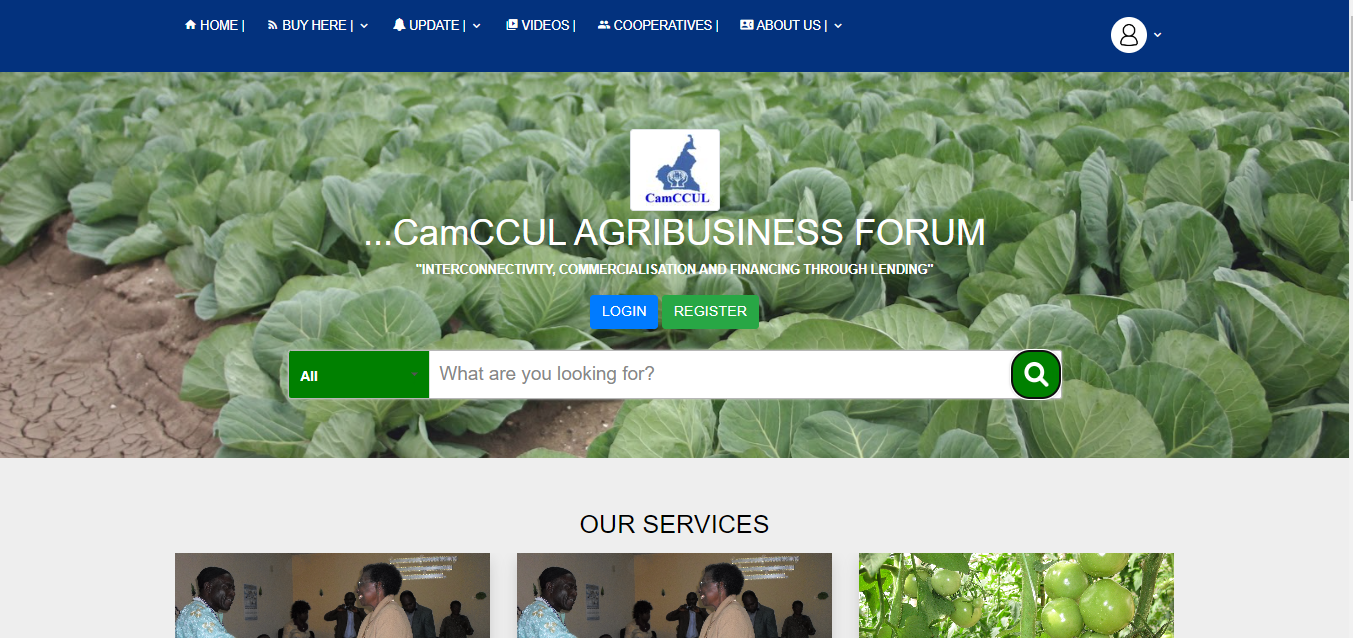 HOME |
BUY HERE |
UPDATE |
VIDEOS |
COOPERATIVES |
ABOUT US |
CamCCUL
...CamCCUL AGRIBUSINESS FORUM
"INTERCONNECTIVITY, COMMERCIALISATION AND FINANCING THROUGH LENDING"
LOGIN REGISTER
All What are you looking for?
OUR SERVICES